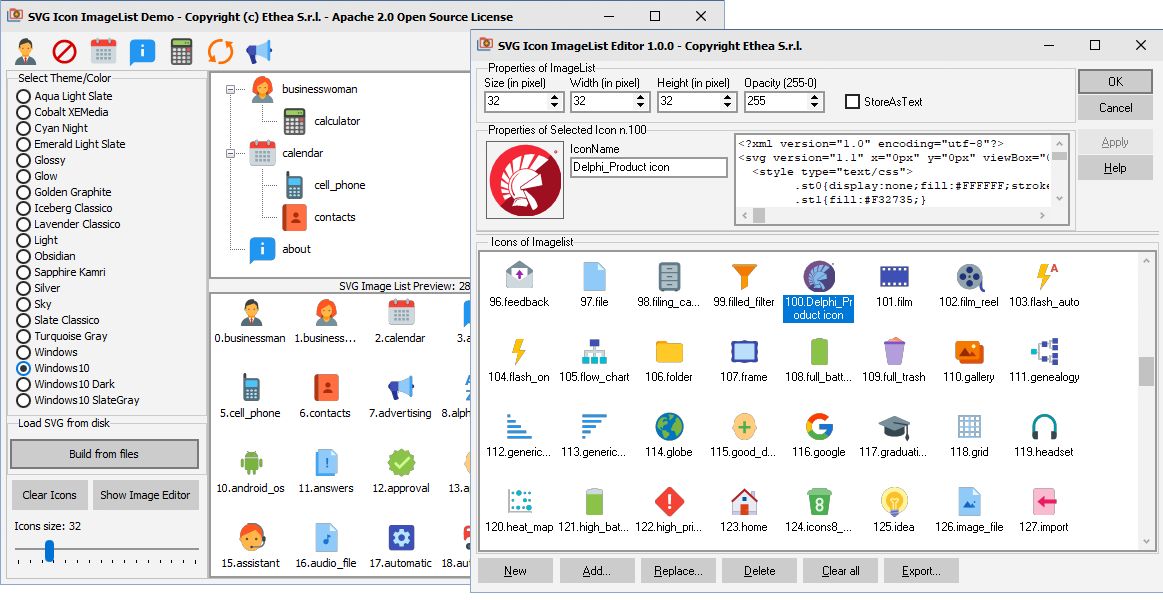 SVG Icon ImageList Demo - Copyright (c) Ethea S.r.l. - Apache 2.0 Open Source License
Select Theme/Color
Aqua Light Slate
Cobalt XEMedia
Cyan Night
Emerald Light Slate
Glossy
Glow
Golden Graphite
Iceberg Classico
Lavender Classico
Light
Obsidian
Sapphire Kamri
Silver
Sky
Slate Classico
Turquoise Gray
Windows
Windows10
Windows10 Dark
Windows10 SlateGray
Load SVG from disk
Build from files
Clear Icons
Show Image Editor
Icons size: 32
businesswoman
calculator
calendar
cell_phone
contacts
about
SVG Image List Preview: 28
0.businessman
1.business...
2.calendar
3.a
5.cell_phone
6.contacts
7.advertising
8.alph
10.android_os
11.answers
12.approval
13.a
15.assistant
16.audio_file
17.automatic
18.au
SVG Icon ImageList Editor 1.0.0 - Copyright Ethea S.r.l.
Properties of ImageList
Size (in pixel)
Width (in pixel)
Height (in pixel)
Opacity (255-0)
32
32
32
255
StoreAsText
OK
Cancel
Apply
Help
Properties of Selected Icon n.100
IconName
Delphi_Product icon
<?xml version="1.0" encoding="utf-8"?>
<svg version="1.1" x="0px" y="0px" viewBox="
<style type="text/css">
.st0{display:none;fill:#FFFFFF;stroke
.st1{fill:#F32735;}
Icons of Imagelist
96.feedback
97.file
98.filing_ca...
99.filled_filter
100.Delphi_Pr
oduct icon
101.film
102.film_reel
103.flash_auto
104.flash_on
105.flow_chart
106.folder
107.frame
108.full_batt...
109.full_trash
110.gallery
111.genealogy
112.generic...
113.generic...
114.globe
115.good_d...
116.google
117.graduati...
118.grid
119.headset
120.heat_map
121.high_bat...
122.high_pri...
123.home
124.icons8_...
125.idea
126.image_file
127.import
New
Add...
Replace...
Delete
Clear all
Export...